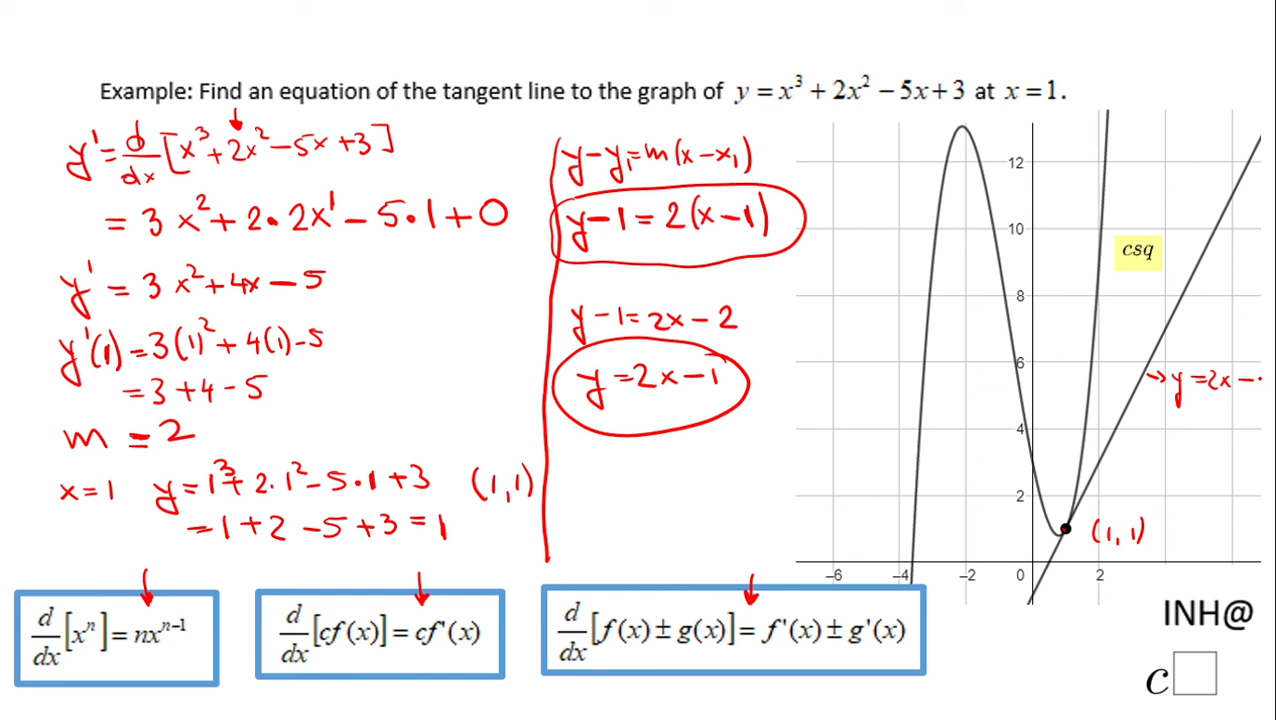 Example: Find an equation of the tangent line to the graph of y = x³ + 2x² − 5x + 3 at x = 1.
y' = d/dx [x³ + 2x² − 5x + 3]
= 3x² + 2 • 2x¹ − 5 • 1 + 0
y' = 3x² + 4x − 5
y'(1) = 3(1)² + 4(1) − 5
= 3 + 4 − 5
m = 2
x = 1 y = 1³ + 2.1² − 5 • 1 + 3 (1,1)
= 1 + 2 − 5 + 3 = 1
y − y₁ = m(x − x₁)
y − 1 = 2(x − 1)
y − 1 = 2x − 2
y = 2x − 1
12
10
8
6
4
2
−6 −4 −2 0 2
csq
→ y = 2x −
(1, 1)
d/dx [xⁿ] = nxⁿ⁻¹
d/dx [cf(x)] = cf'(x)
d/dx [f(x) ± g(x)] = f'(x) ± g'(x)
INH@
c